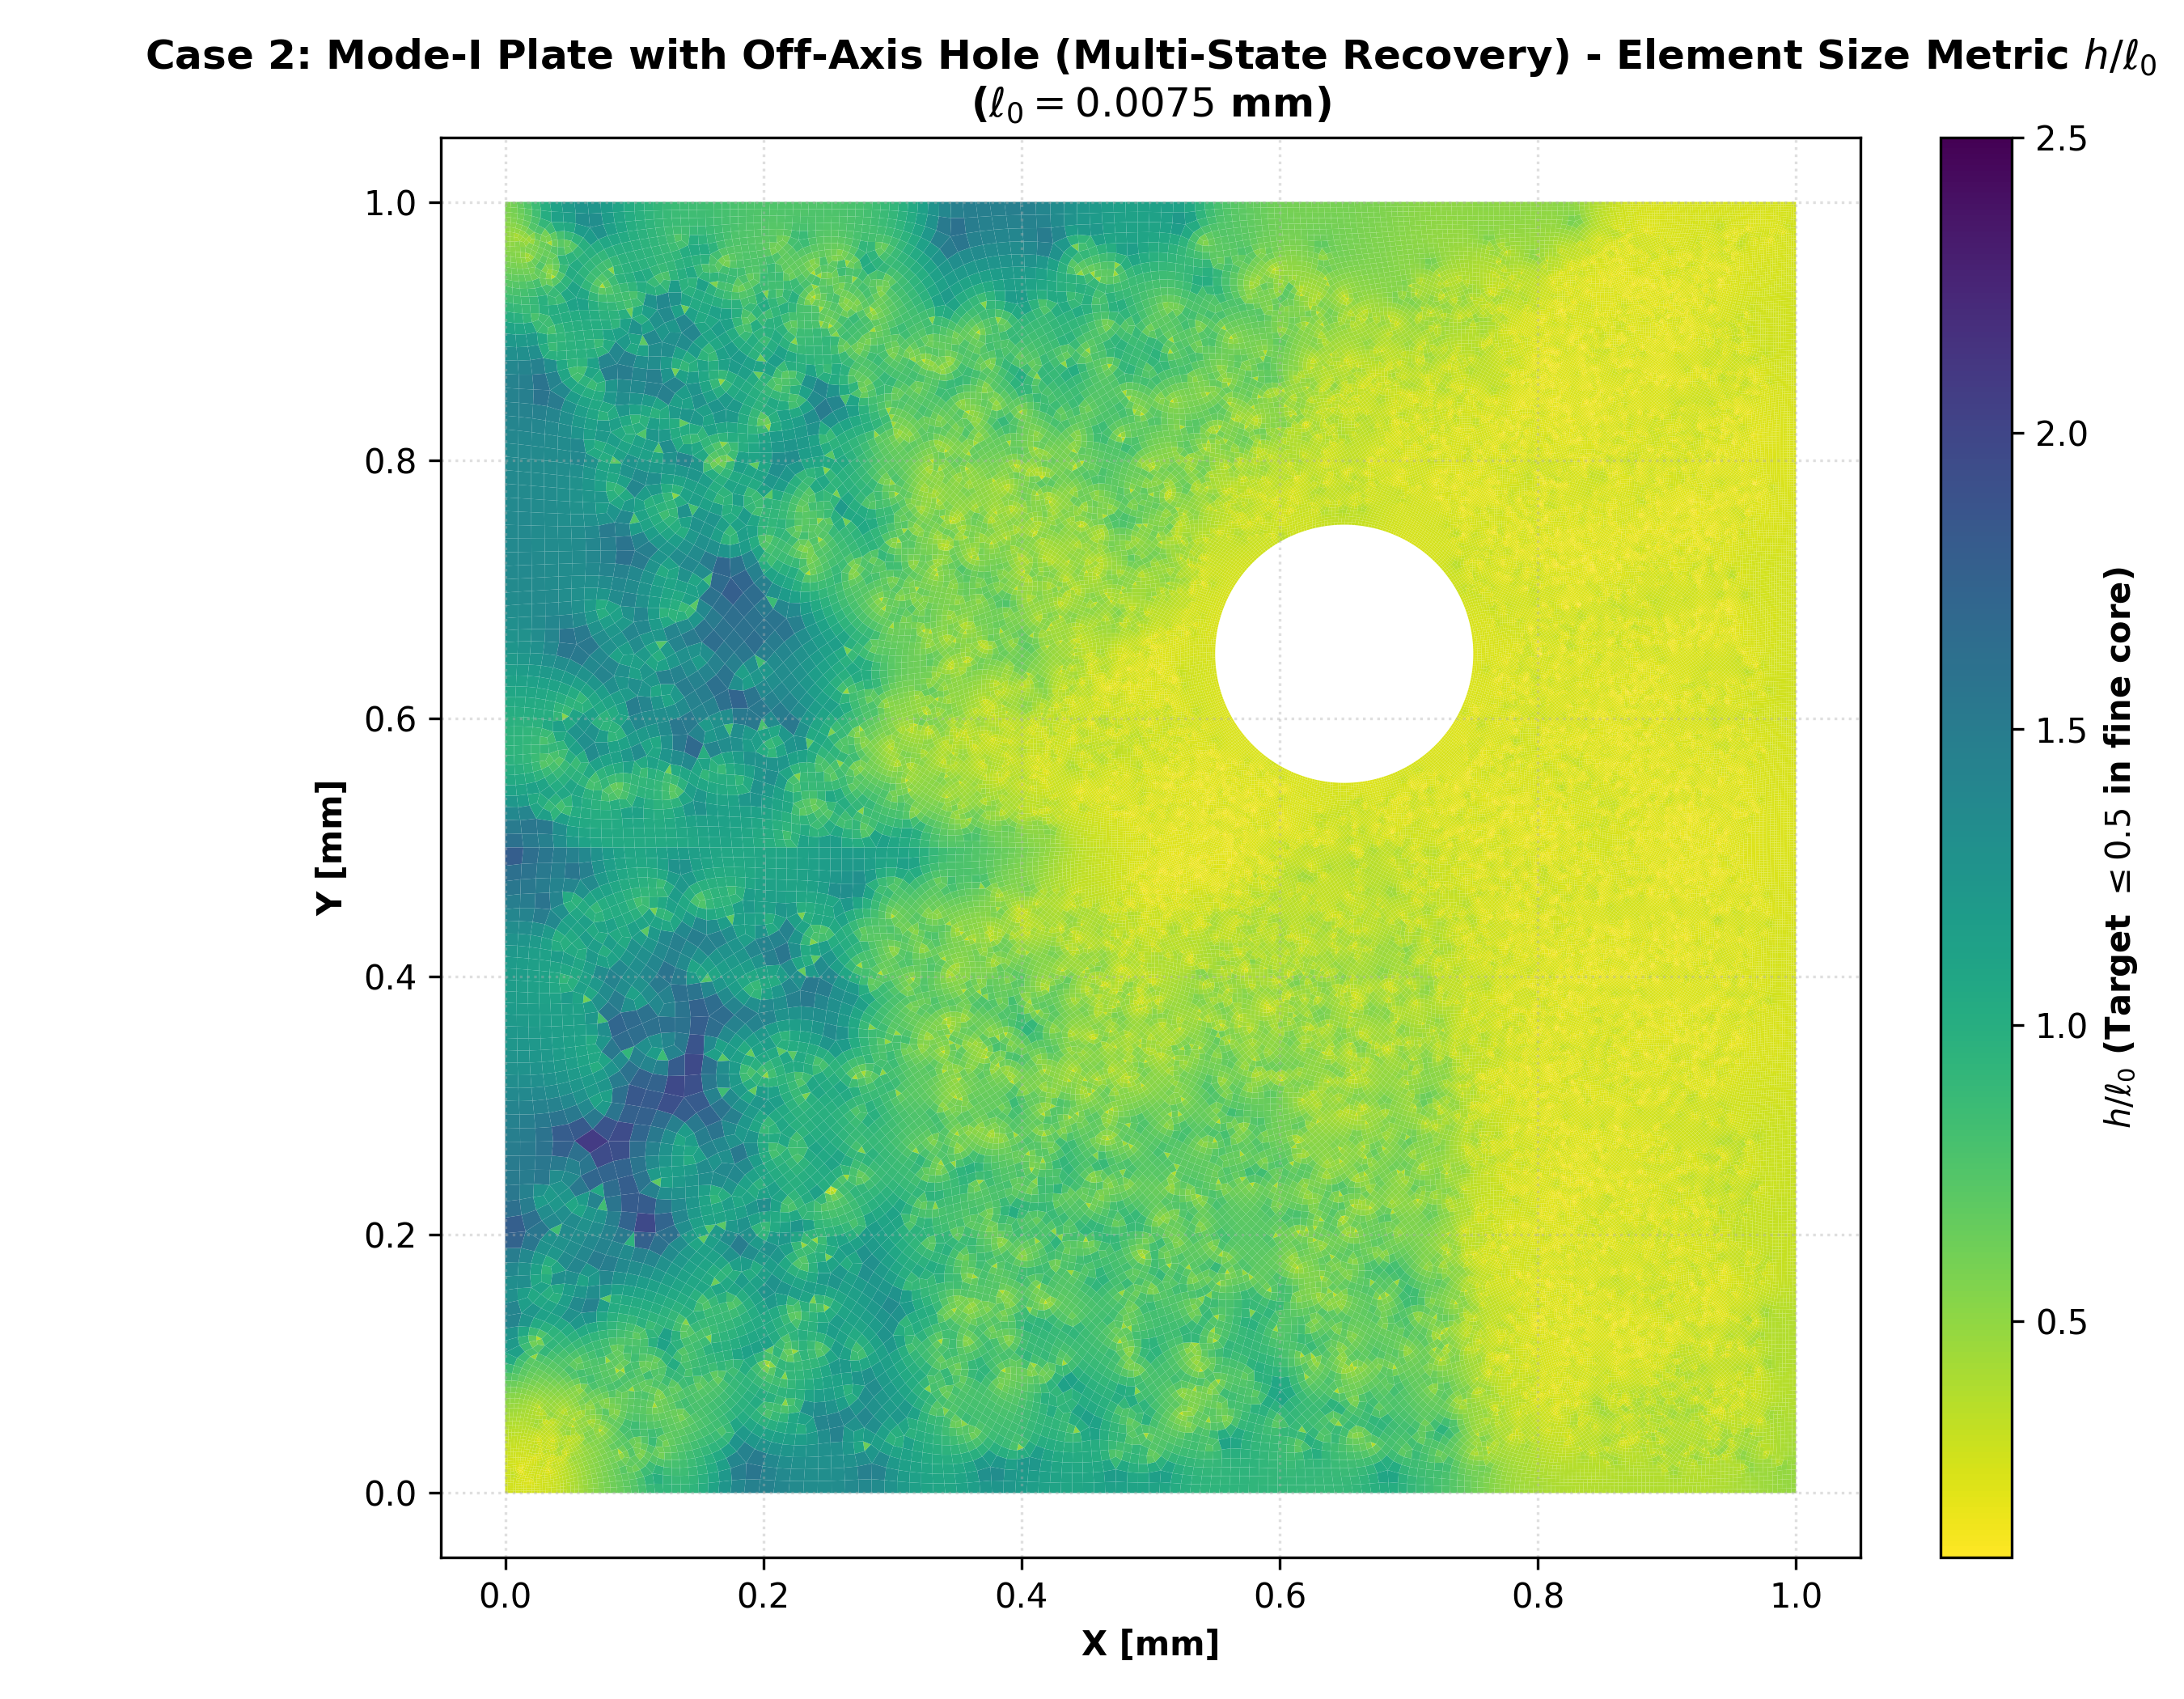 Case 2: Mode-I Plate with Off-Axis Hole (Multi-State Recovery) - Element Size Metric h/ℓ₀
(ℓ₀ = 0.0075 mm)
1.0
0.8
0.6
0.4
0.2
0.0
Y [mm]
0.0 0.2 0.4 0.6 0.8 1.0
X [mm]
2.5
2.0
1.5
1.0
0.5
h/ℓ₀ (Target ≤ 0.5 in fine core)